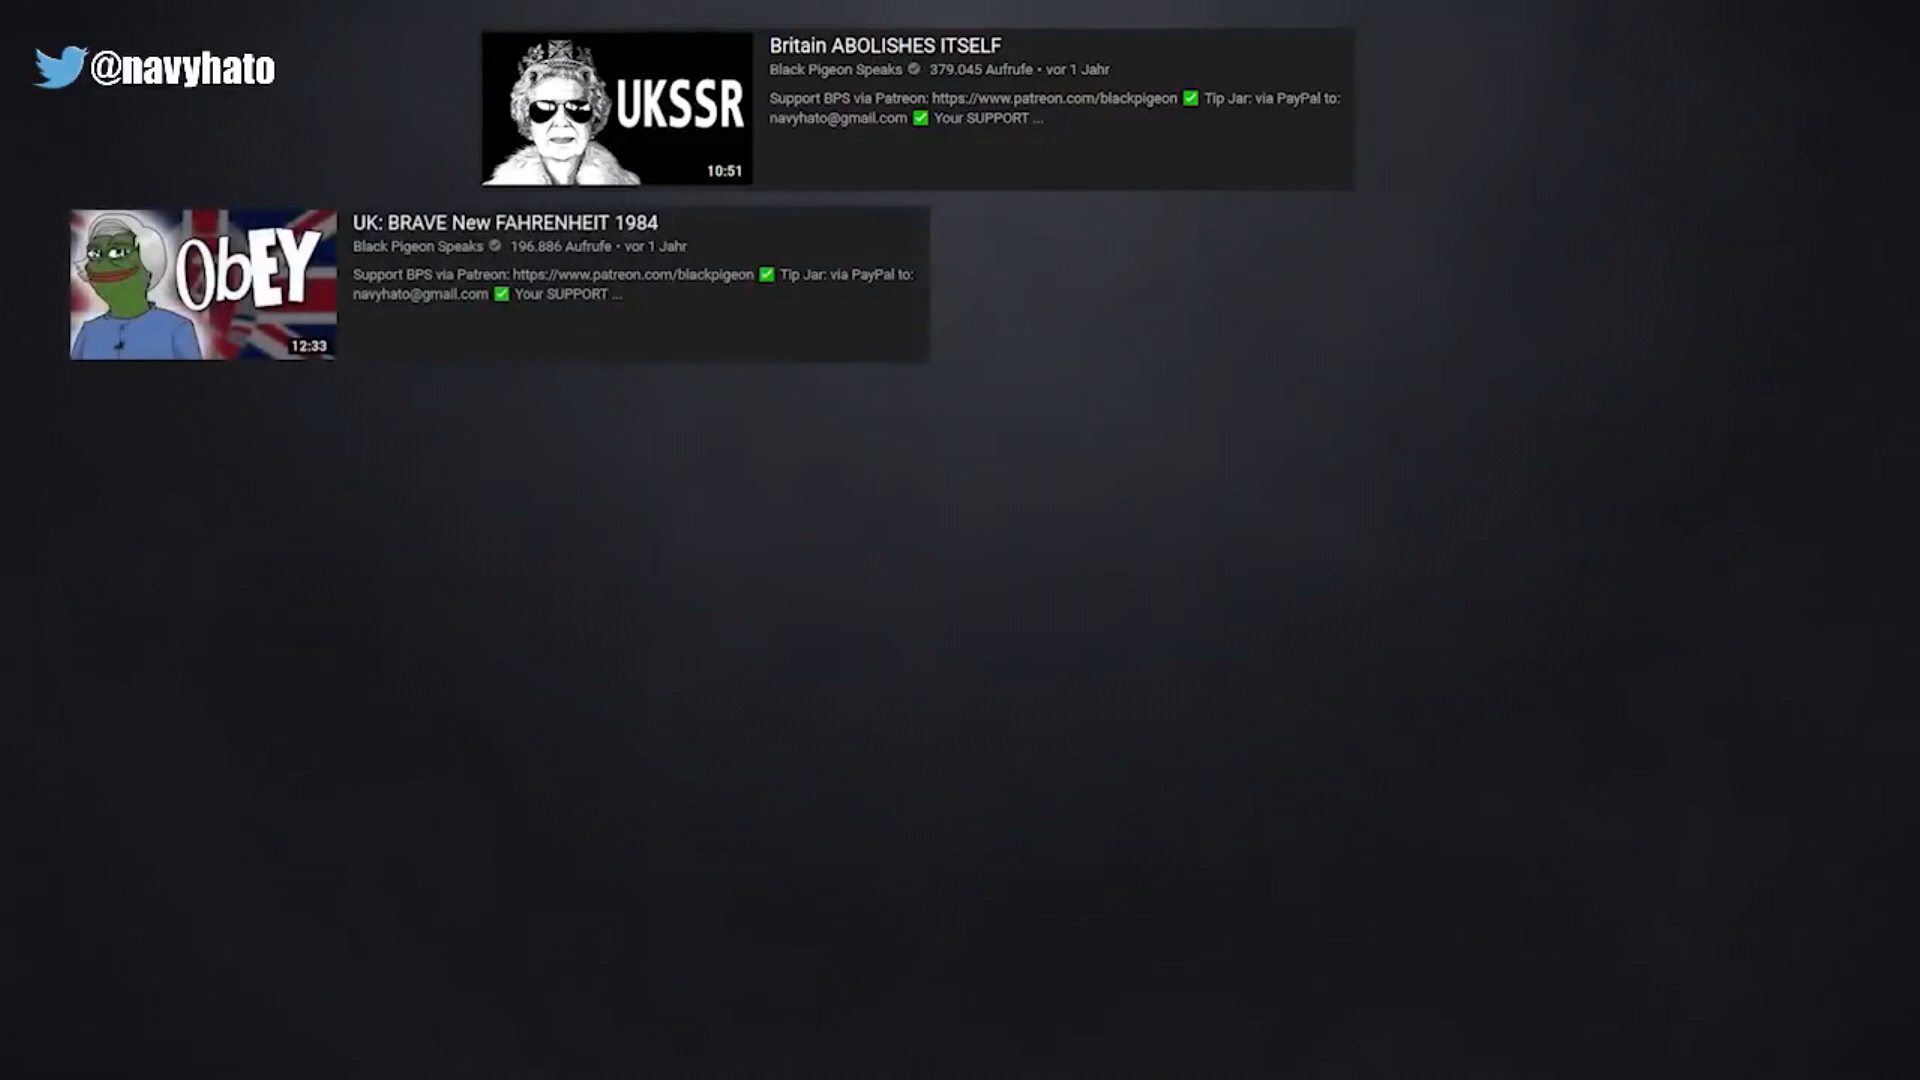 @navyhato
UKSSR
10:51
Britain ABOLISHES ITSELF
Black Pigeon Speaks 379.045 Aufrufe • vor 1 Jahr
Support BPS via Patreon: https://www.patreon.com/blackpigeon ✅ Tip Jar: via PayPal to:
navyhato@gmail.com ✅ Your SUPPORT ...
ObEY
12:33
UK: BRAVE New FAHRENHEIT 1984
Black Pigeon Speaks 196.886 Aufrufe • vor 1 Jahr
Support BPS via Patreon: https://www.patreon.com/blackpigeon ✅ Tip Jar: via PayPal to:
navyhato@gmail.com ✅ Your SUPPORT ...